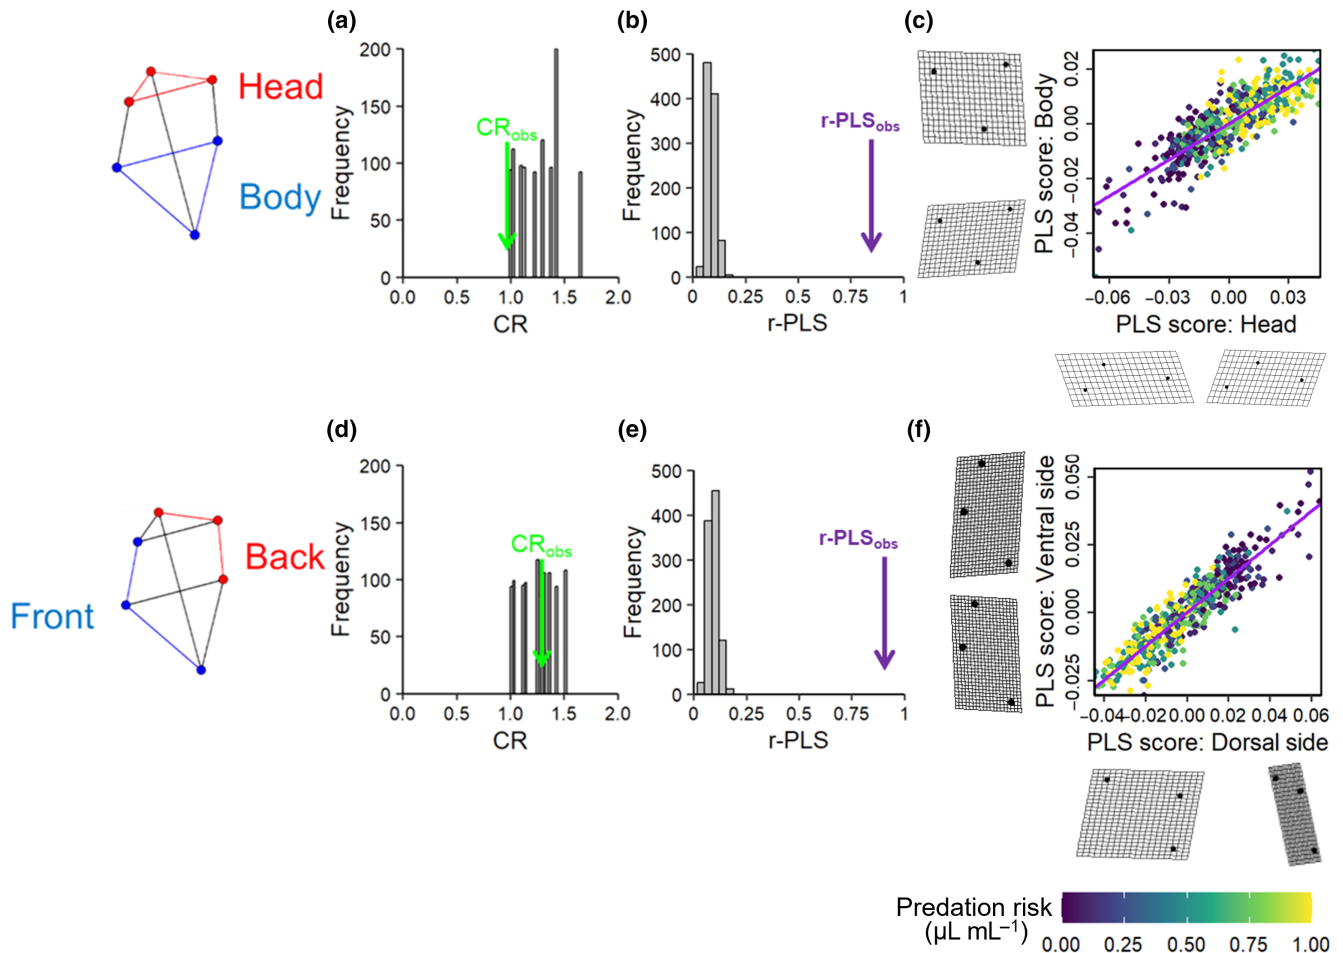 (a)
(b)
(c)
Head
Body
200
150
100
50
0
Frequency
CRobs
0.0 0.5 1.0 1.5 2.0
CR
500
400
300
200
100
0
Frequency
r-PLSobs
0 0.25 0.5 0.75 1
r-PLS
PLS score: Body
0.02
0.00
−0.02
−0.04
−0.06 −0.03 0.00 0.03
PLS score: Head
(d)
(e)
(f)
Back
Front
200
150
100
50
0
Frequency
CRobs
0.0 0.5 1.0 1.5 2.0
CR
500
400
300
200
100
0
Frequency
r-PLSobs
0 0.25 0.5 0.75 1
r-PLS
PLS score: Ventral side
0.050
0.025
0.000
−0.025
−0.04 −0.02 0.00 0.02 0.04 0.06
PLS score: Dorsal side
Predation risk
(µL mL−1)
0.00 0.25 0.50 0.75 1.00